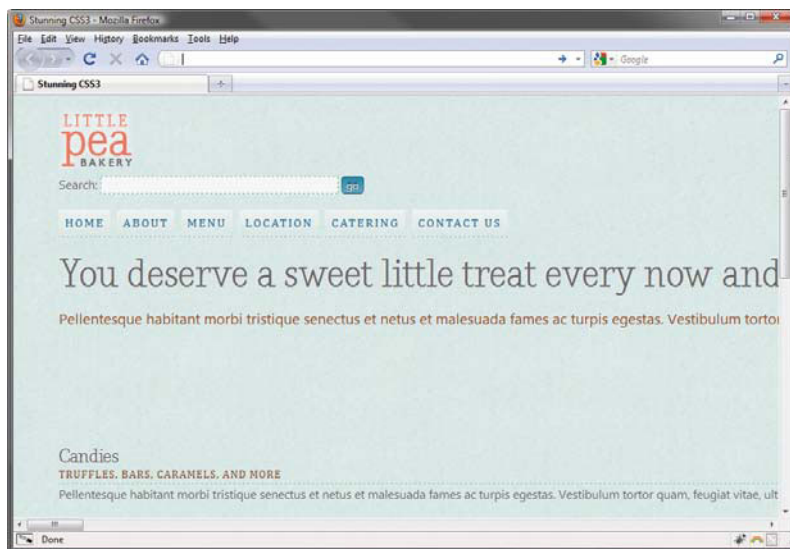 Stunning CSS3 - Mozilla Firefox
File Edit View History Bookmarks Tools Help
Google
Stunning CSS3
LITTLE
pea
BAKERY
Search: go
HOME ABOUT MENU LOCATION CATERING CONTACT US
You deserve a sweet little treat every now and
Pellentesque habitant morbi tristique senectus et netus et malesuada fames ac turpis egestas. Vestibulum tortor
Candies
TRUFFLES, BARS, CARAMELS, AND MORE
Pellentesque habitant morbi tristique senectus et netus et malesuada fames ac turpis egestas. Vestibulum tortor quam, feugiat vitae, ult
Done